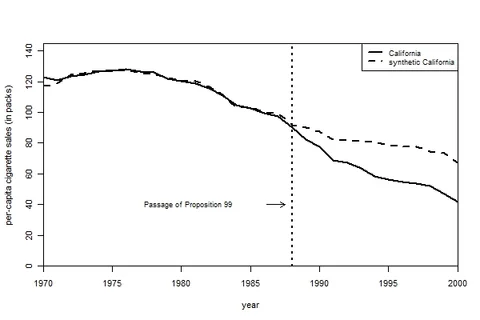 140
120
100
80
60
40
20
0
per-capita cigarette sales (in packs)
California
synthetic California
Passage of Proposition 99
1970 1975 1980 1985 1990 1995 2000
year